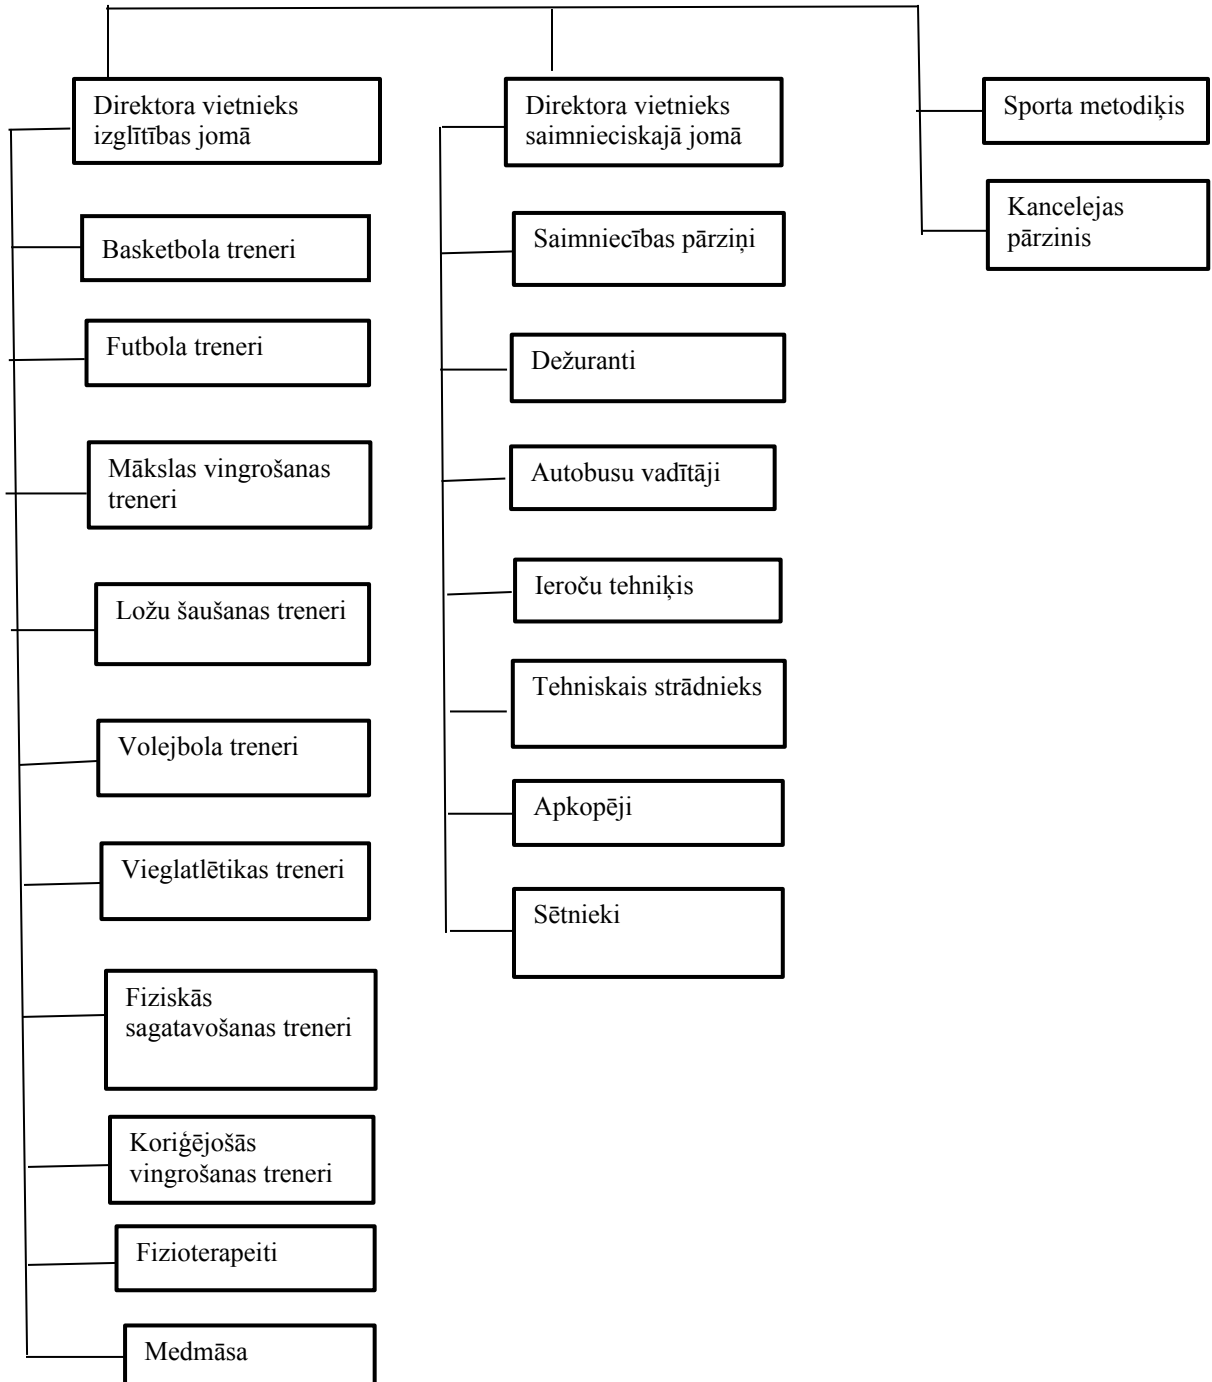 Direktora vietnieks
izglītības jomā
Basketbola treneri
Futbola treneri
Mākslas vingrošanas
treneri
Ložu šaušanas treneri
Volejbola treneri
Vieglatlētikas treneri
Fiziskās
sagatavošanas treneri
Koriģējošās
vingrošanas treneri
Fizioterapeiti
Medmāsa
Direktora vietnieks
saimnieciskajā jomā
Saimniecības pārziņi
Dežuranti
Autobusu vadītāji
Ieroču tehniķis
Tehniskais strādnieks
Apkopēji
Sētnieki
Sporta metodiķis
Kancelejas
pārzinis